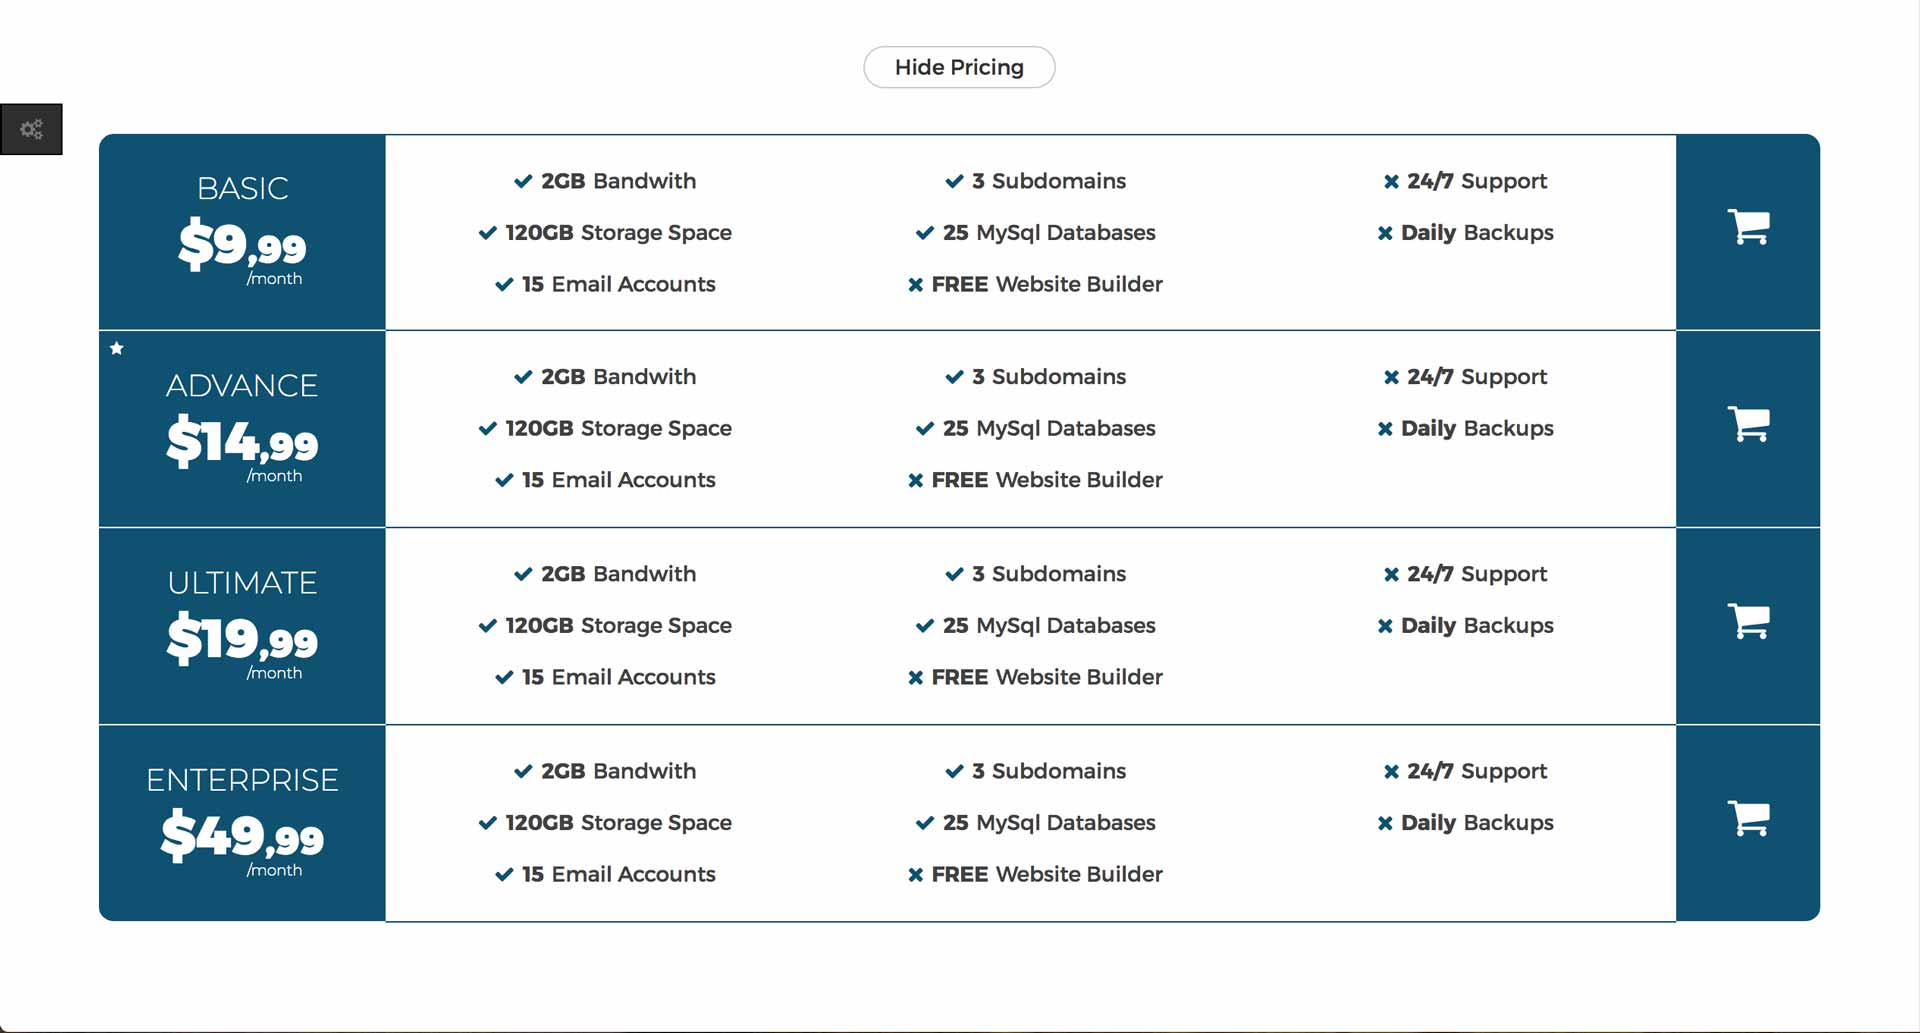 Hide Pricing
BASIC
$9,99
/month
2GB Bandwith
120GB Storage Space
15 Email Accounts
3 Subdomains
25 MySql Databases
FREE Website Builder
24/7 Support
Daily Backups
ADVANCE
$14,99
/month
2GB Bandwith
120GB Storage Space
15 Email Accounts
3 Subdomains
25 MySql Databases
FREE Website Builder
24/7 Support
Daily Backups
ULTIMATE
$19,99
/month
2GB Bandwith
120GB Storage Space
15 Email Accounts
3 Subdomains
25 MySql Databases
FREE Website Builder
24/7 Support
Daily Backups
ENTERPRISE
$49,99
/month
2GB Bandwith
120GB Storage Space
15 Email Accounts
3 Subdomains
25 MySql Databases
FREE Website Builder
24/7 Support
Daily Backups